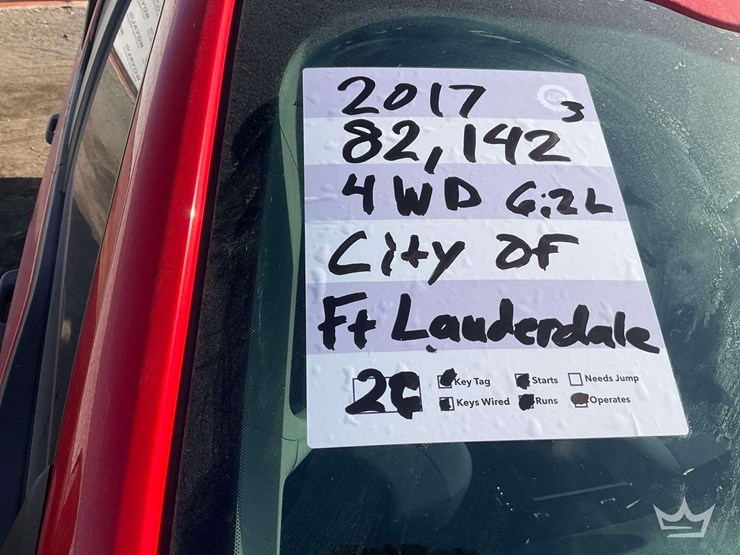 2017
3
82,142
4WD 6.2L
City of
Ft Lauderdale
2C
Key Tag Starts Needs Jump
Keys Wired Runs Operates